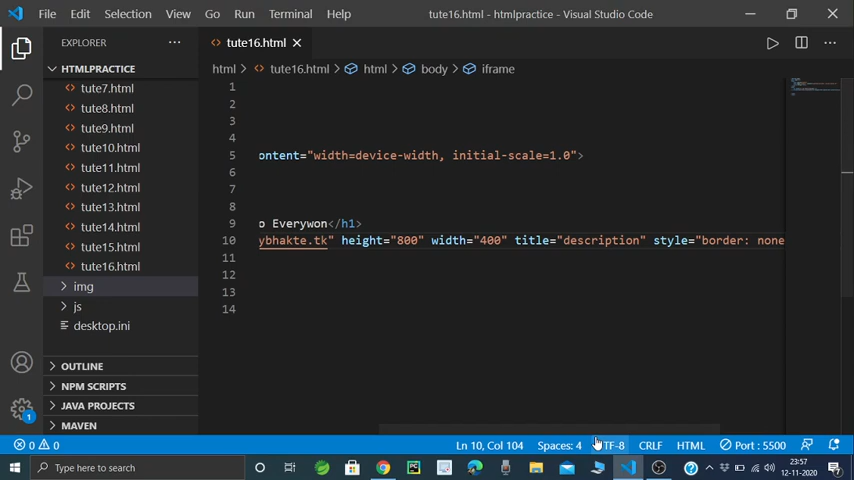 File Edit Selection View Go Run Terminal Help tute16.html - htmlpractice - Visual Studio Code
EXPLORER
tute16.html
HTMLPRACTICE
html > tute16.html > html > body > iframe
tute7.html
tute8.html
tute9.html
tute10.html
tute11.html
tute12.html
tute13.html
tute14.html
tute15.html
tute16.html
img
js
desktop.ini
OUTLINE
NPM SCRIPTS
JAVA PROJECTS
MAVEN
1
2
3
4
5 ontent="width=device-width, initial-scale=1.0">
6
7
8
9 o Everywon</h1>
10 ybhakte.tk" height="800" width="400" title="description" style="border: none
11
12
13
14
1
0 0 Ln 10, Col 104 Spaces: 4 UTF-8 CRLF HTML Port : 5500
Type here to search
23:57
12-11-2020
7